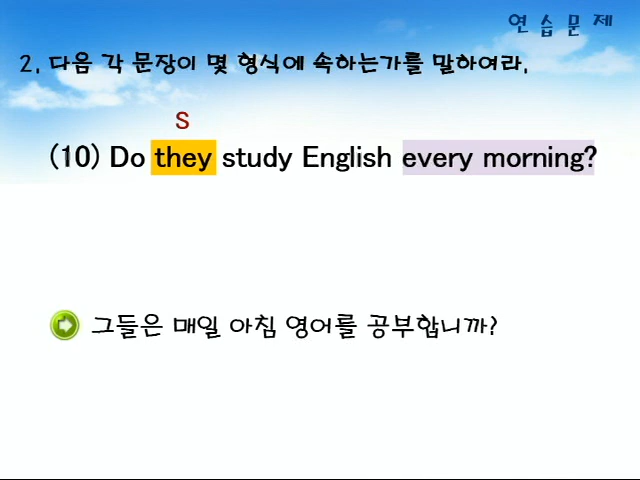 연 습 문 제
2. 다음 각 문장이 몇 형식에 속하는가를 말하여라.
S
(10) Do they study English every morning?
그들은 매일 아침 영어를 공부합니까?